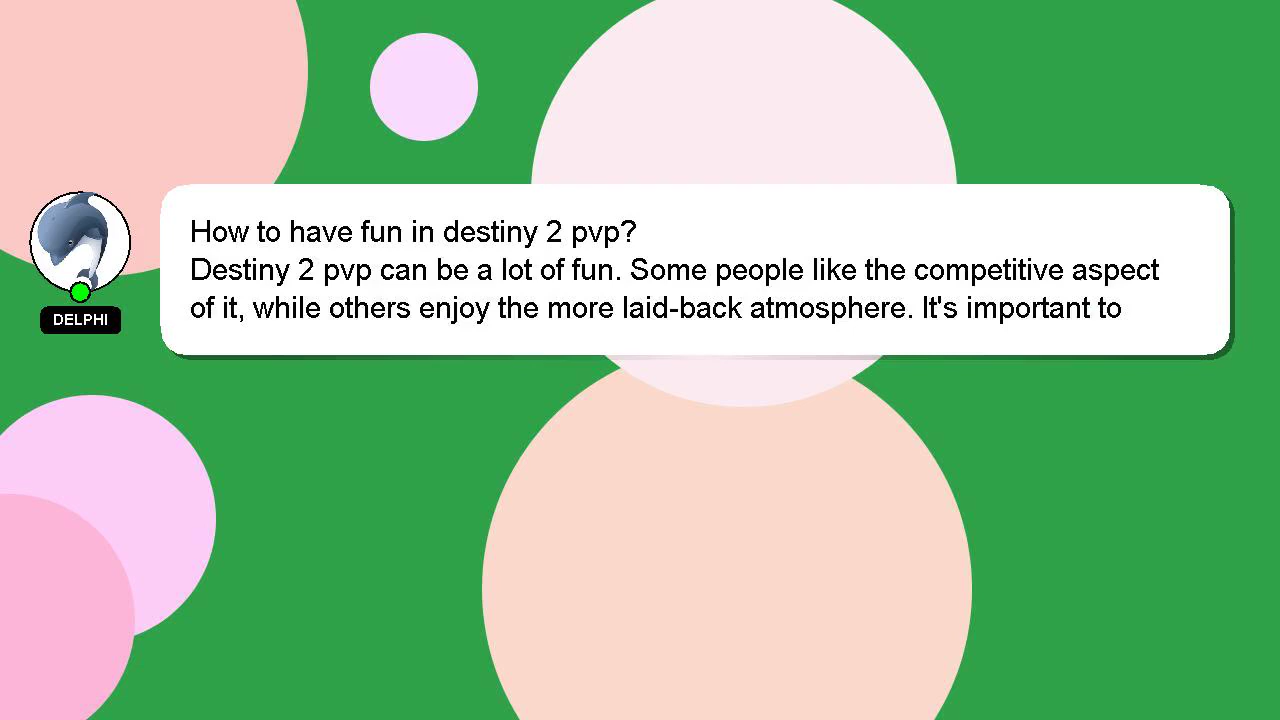 How to have fun in destiny 2 pvp?
Destiny 2 pvp can be a lot of fun. Some people like the competitive aspect
of it, while others enjoy the more laid-back atmosphere. It's important to
DELPHI